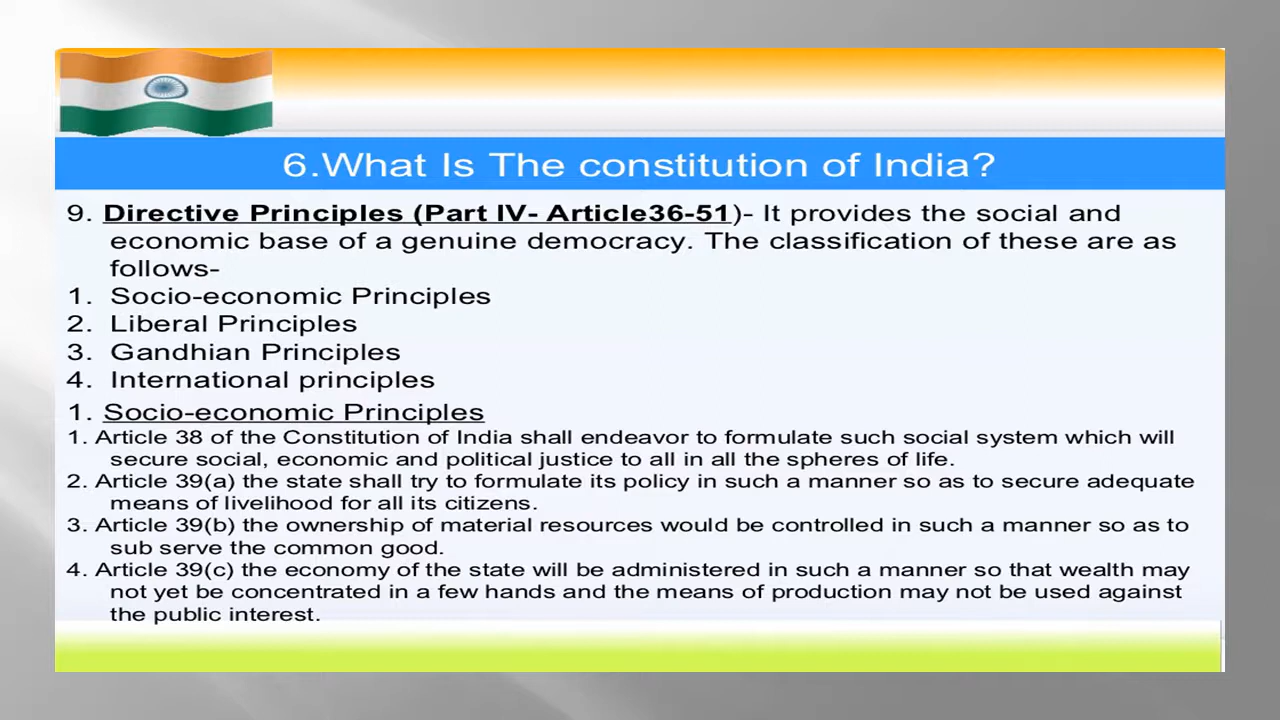 6.What Is The constitution of India?
9. Directive Principles (Part IV- Article36-51)- It provides the social and
economic base of a genuine democracy. The classification of these are as
follows-
1. Socio-economic Principles
2. Liberal Principles
3. Gandhian Principles
4. International principles
1. Socio-economic Principles
1. Article 38 of the Constitution of India shall endeavor to formulate such social system which will
secure social, economic and political justice to all in all the spheres of life.
2. Article 39(a) the state shall try to formulate its policy in such a manner so as to secure adequate
means of livelihood for all its citizens.
3. Article 39(b) the ownership of material resources would be controlled in such a manner so as to
sub serve the common good.
4. Article 39(c) the economy of the state will be administered in such a manner so that wealth may
not yet be concentrated in a few hands and the means of production may not be used against
the public interest.